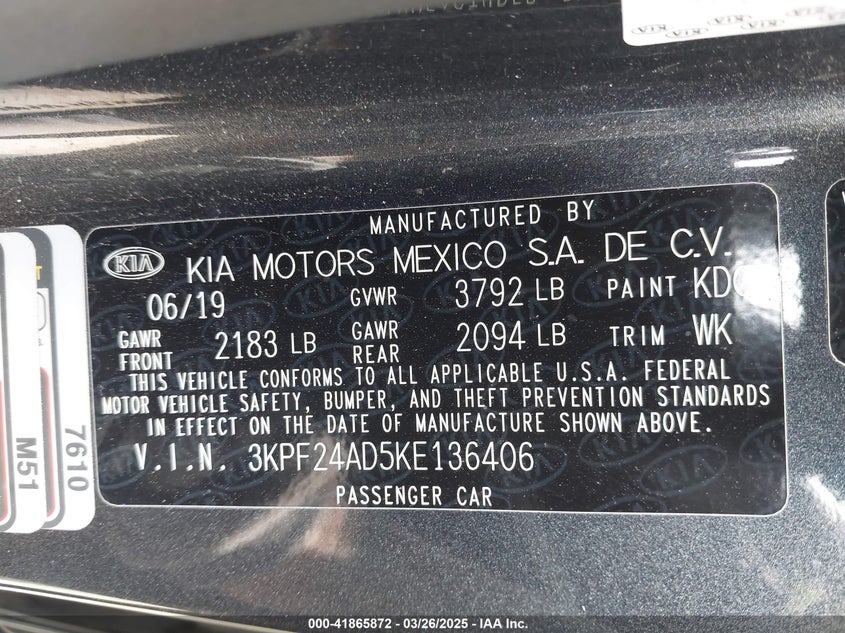 MANUFACTURED BY
KIA KIA MOTORS MEXICO S.A. DE C.V.
06/19 GVWR 3792 LB PAINT
GAWR FRONT 2183 LB GAWR REAR 2094 LB TRIM WK
THIS VEHICLE CONFORMS TO ALL APPLICABLE U.S.A. FEDERAL
MOTOR VEHICLE SAFETY, BUMPER, AND THEFT PREVENTION STANDARDS
IN EFFECT ON THE DATE OF MANUFACTURE SHOWN ABOVE.
V.I.N. 3KPF24AD5KE136406
PASSENGER CAR
7610
M51
000-41865872 - 03/26/2025 - IAA Inc.